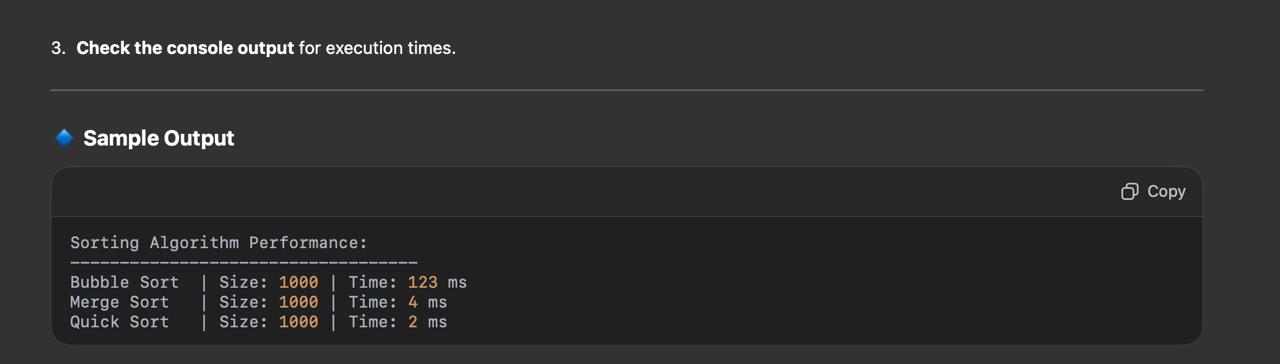 3. Check the console output for execution times.
Sample Output
Copy
Sorting Algorithm Performance:
-----------------------------------
Bubble Sort  | Size: 1000 | Time: 123 ms
Merge Sort   | Size: 1000 | Time: 4 ms
Quick Sort   | Size: 1000 | Time: 2 ms